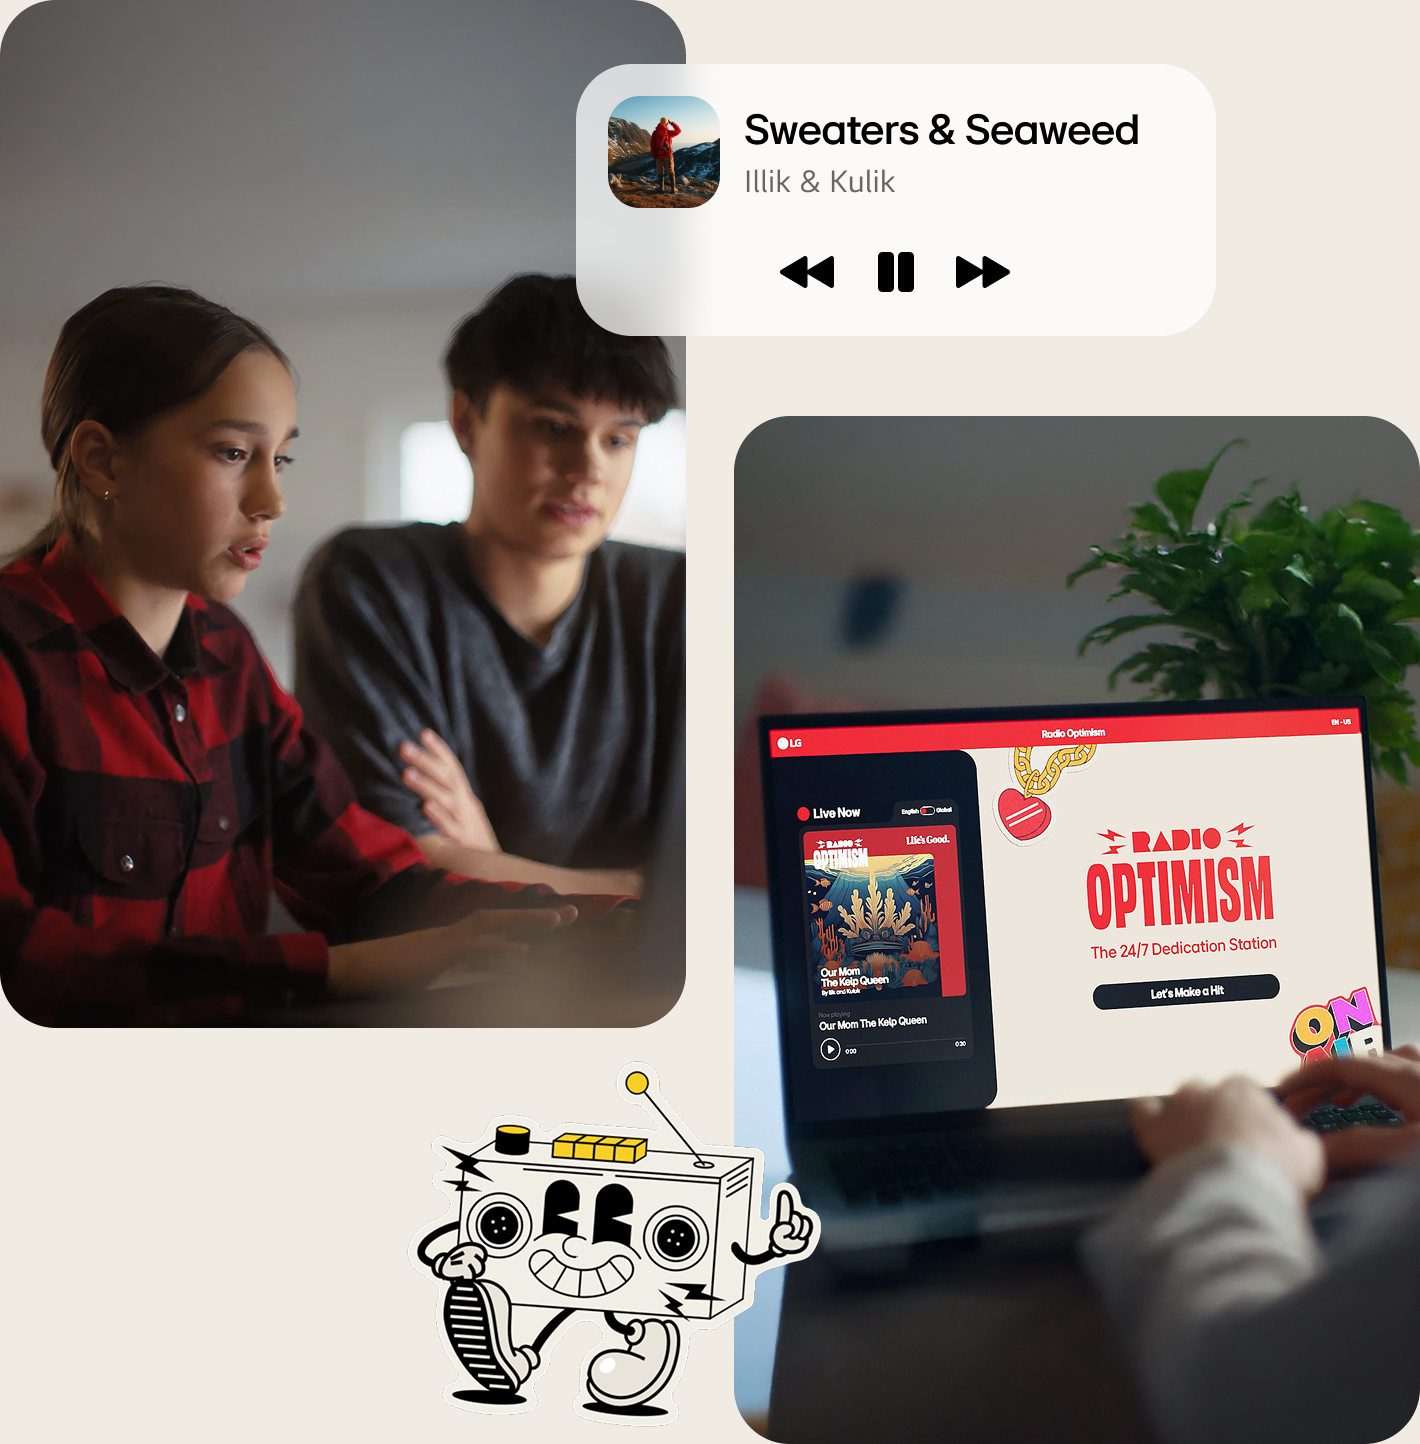 Sweaters & Seaweed
Illik & Kulik
LG
Radio Optimism
EN - US
Live Now
English
Global
RADIO
OPTIMISM
Life's Good.
Our Mom
The Kelp Queen
By Illik and Kuluk
Now playing
Our Mom The Kelp Queen
0:00
0:30
RADIO
OPTIMISM
The 24/7 Dedication Station
Let's Make a Hit
ON
AIR